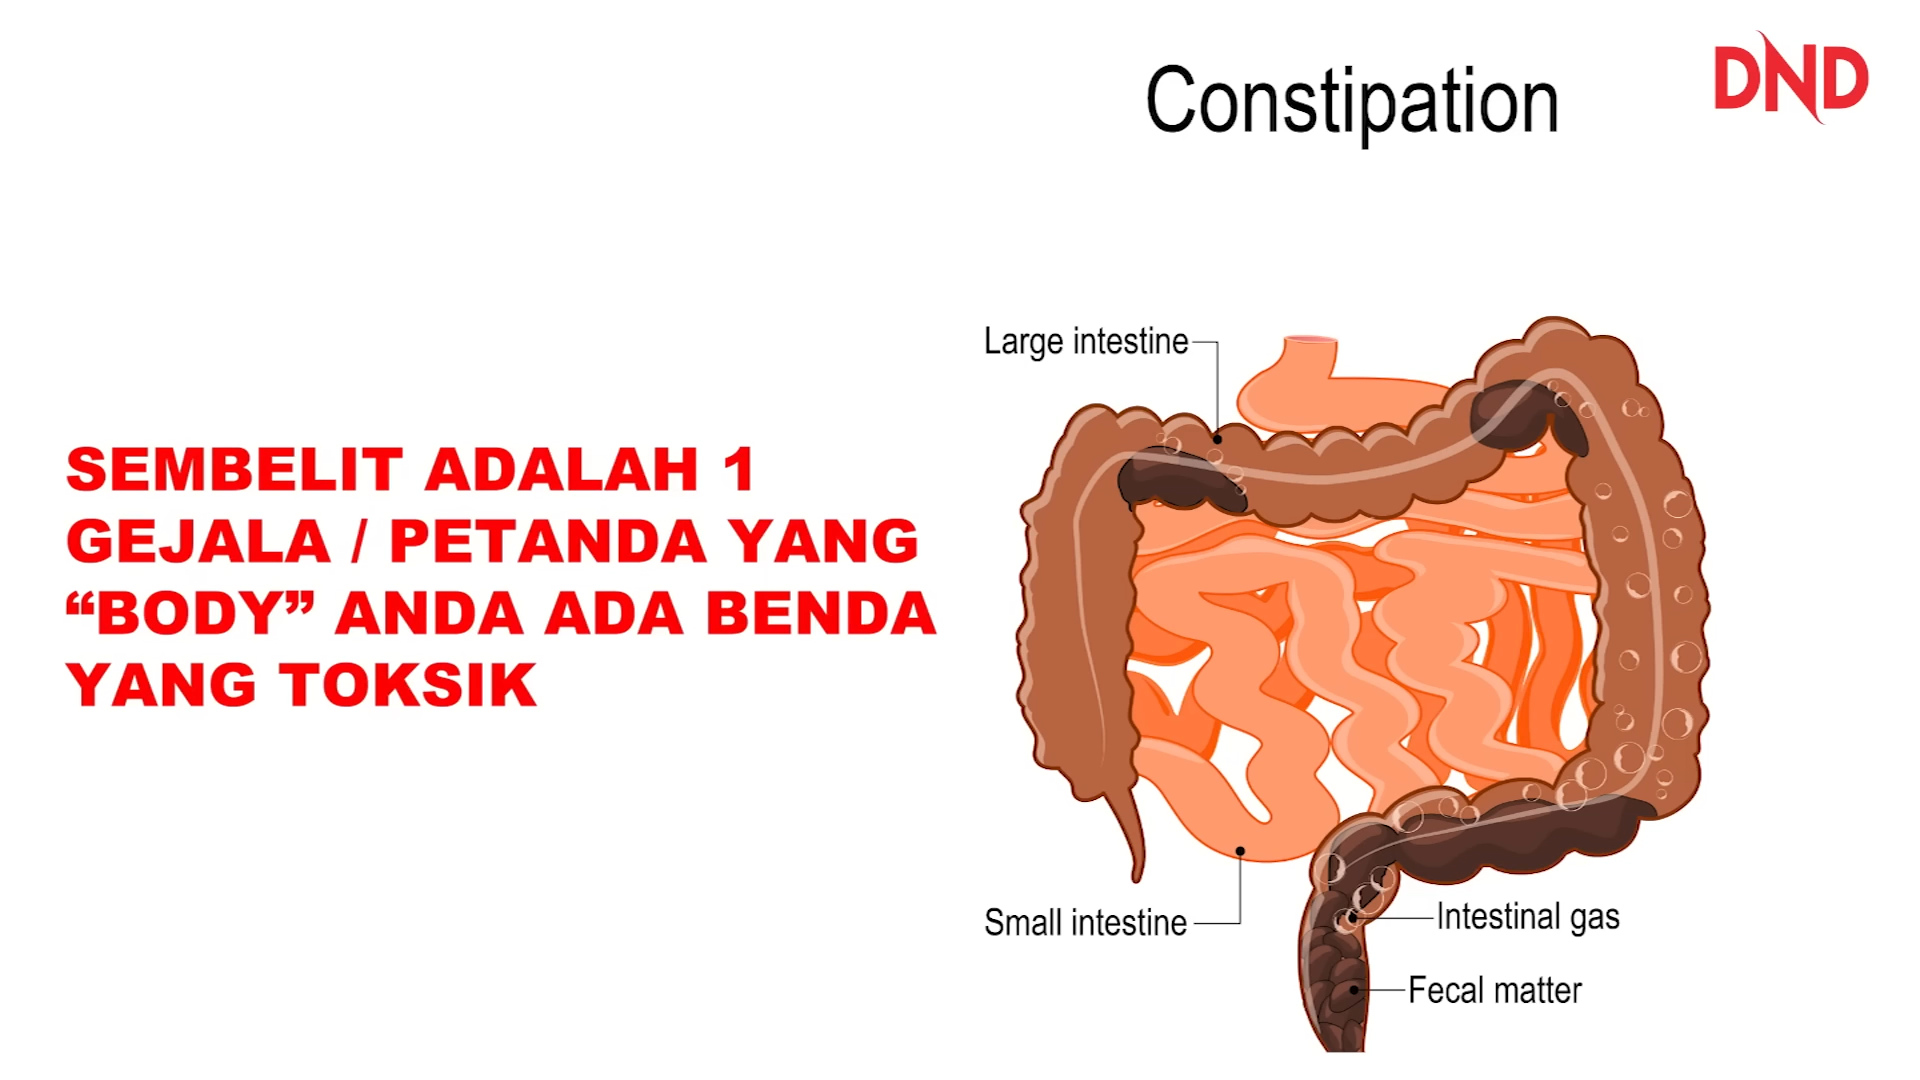 Constipation
DND
Large intestine
SEMBELIT ADALAH 1
GEJALA / PETANDA YANG
“BODY” ANDA ADA BENDA
YANG TOKSIK
Small intestine
Intestinal gas
Fecal matter